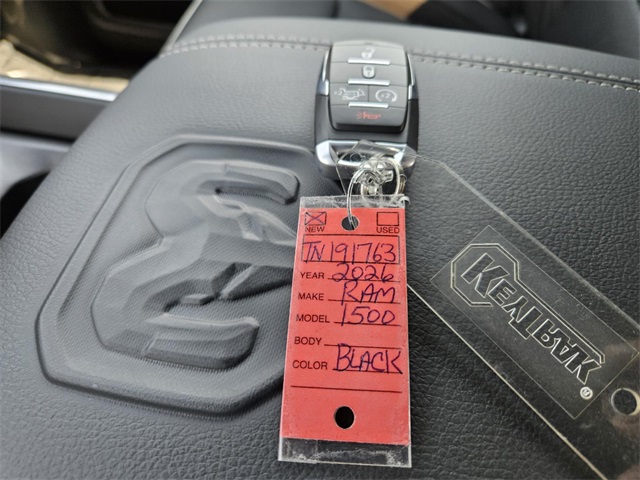 NEW USED
TN191763
YEAR 2026
MAKE RAM
MODEL 1500
BODY
COLOR BLACK
KEYTRAK®